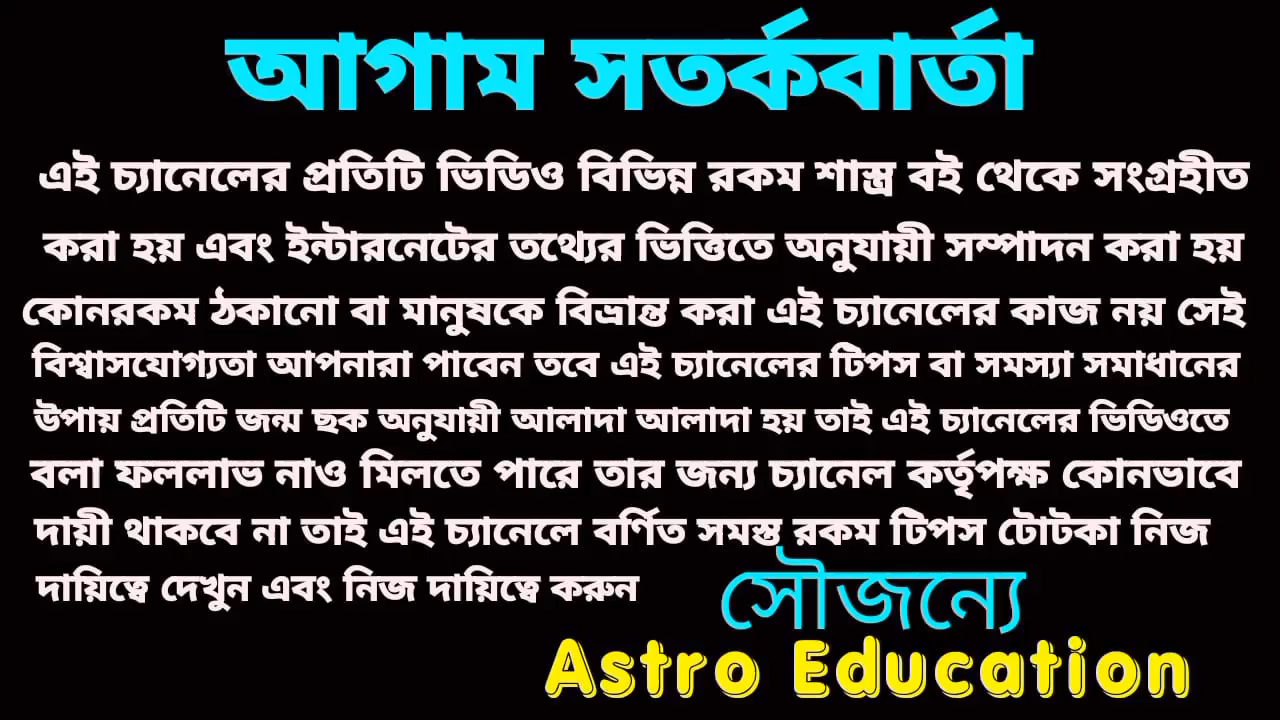 আগাম সতর্কবার্তা
এই চ্যানেলের প্রতিটি ভিডিও বিভিন্ন রকম শাস্ত্র বই থেকে সংগ্রহীত
করা হয় এবং ইন্টারনেটের তথ্যের ভিত্তিতে অনুযায়ী সম্পাদন করা হয়
কোনরকম ঠকানো বা মানুষকে বিভ্রান্ত করা এই চ্যানেলের কাজ নয় সেই
বিশ্বাসযোগ্যতা আপনারা পাবেন তবে এই চ্যানেলের টিপস বা সমস্যা সমাধানের
উপায় প্রতিটি জন্ম ছক অনুযায়ী আলাদা আলাদা হয় তাই এই চ্যানেলের ভিডিওতে
বলা ফললাভ নাও মিলতে পারে তার জন্য চ্যানেল কর্তৃপক্ষ কোনভাবে
দায়ী থাকবে না তাই এই চ্যানেলে বর্ণিত সমস্ত রকম টিপস টোটকা নিজ
দায়িত্বে দেখুন এবং নিজ দায়িত্বে করুন
সৌজন্যে
Astro Education